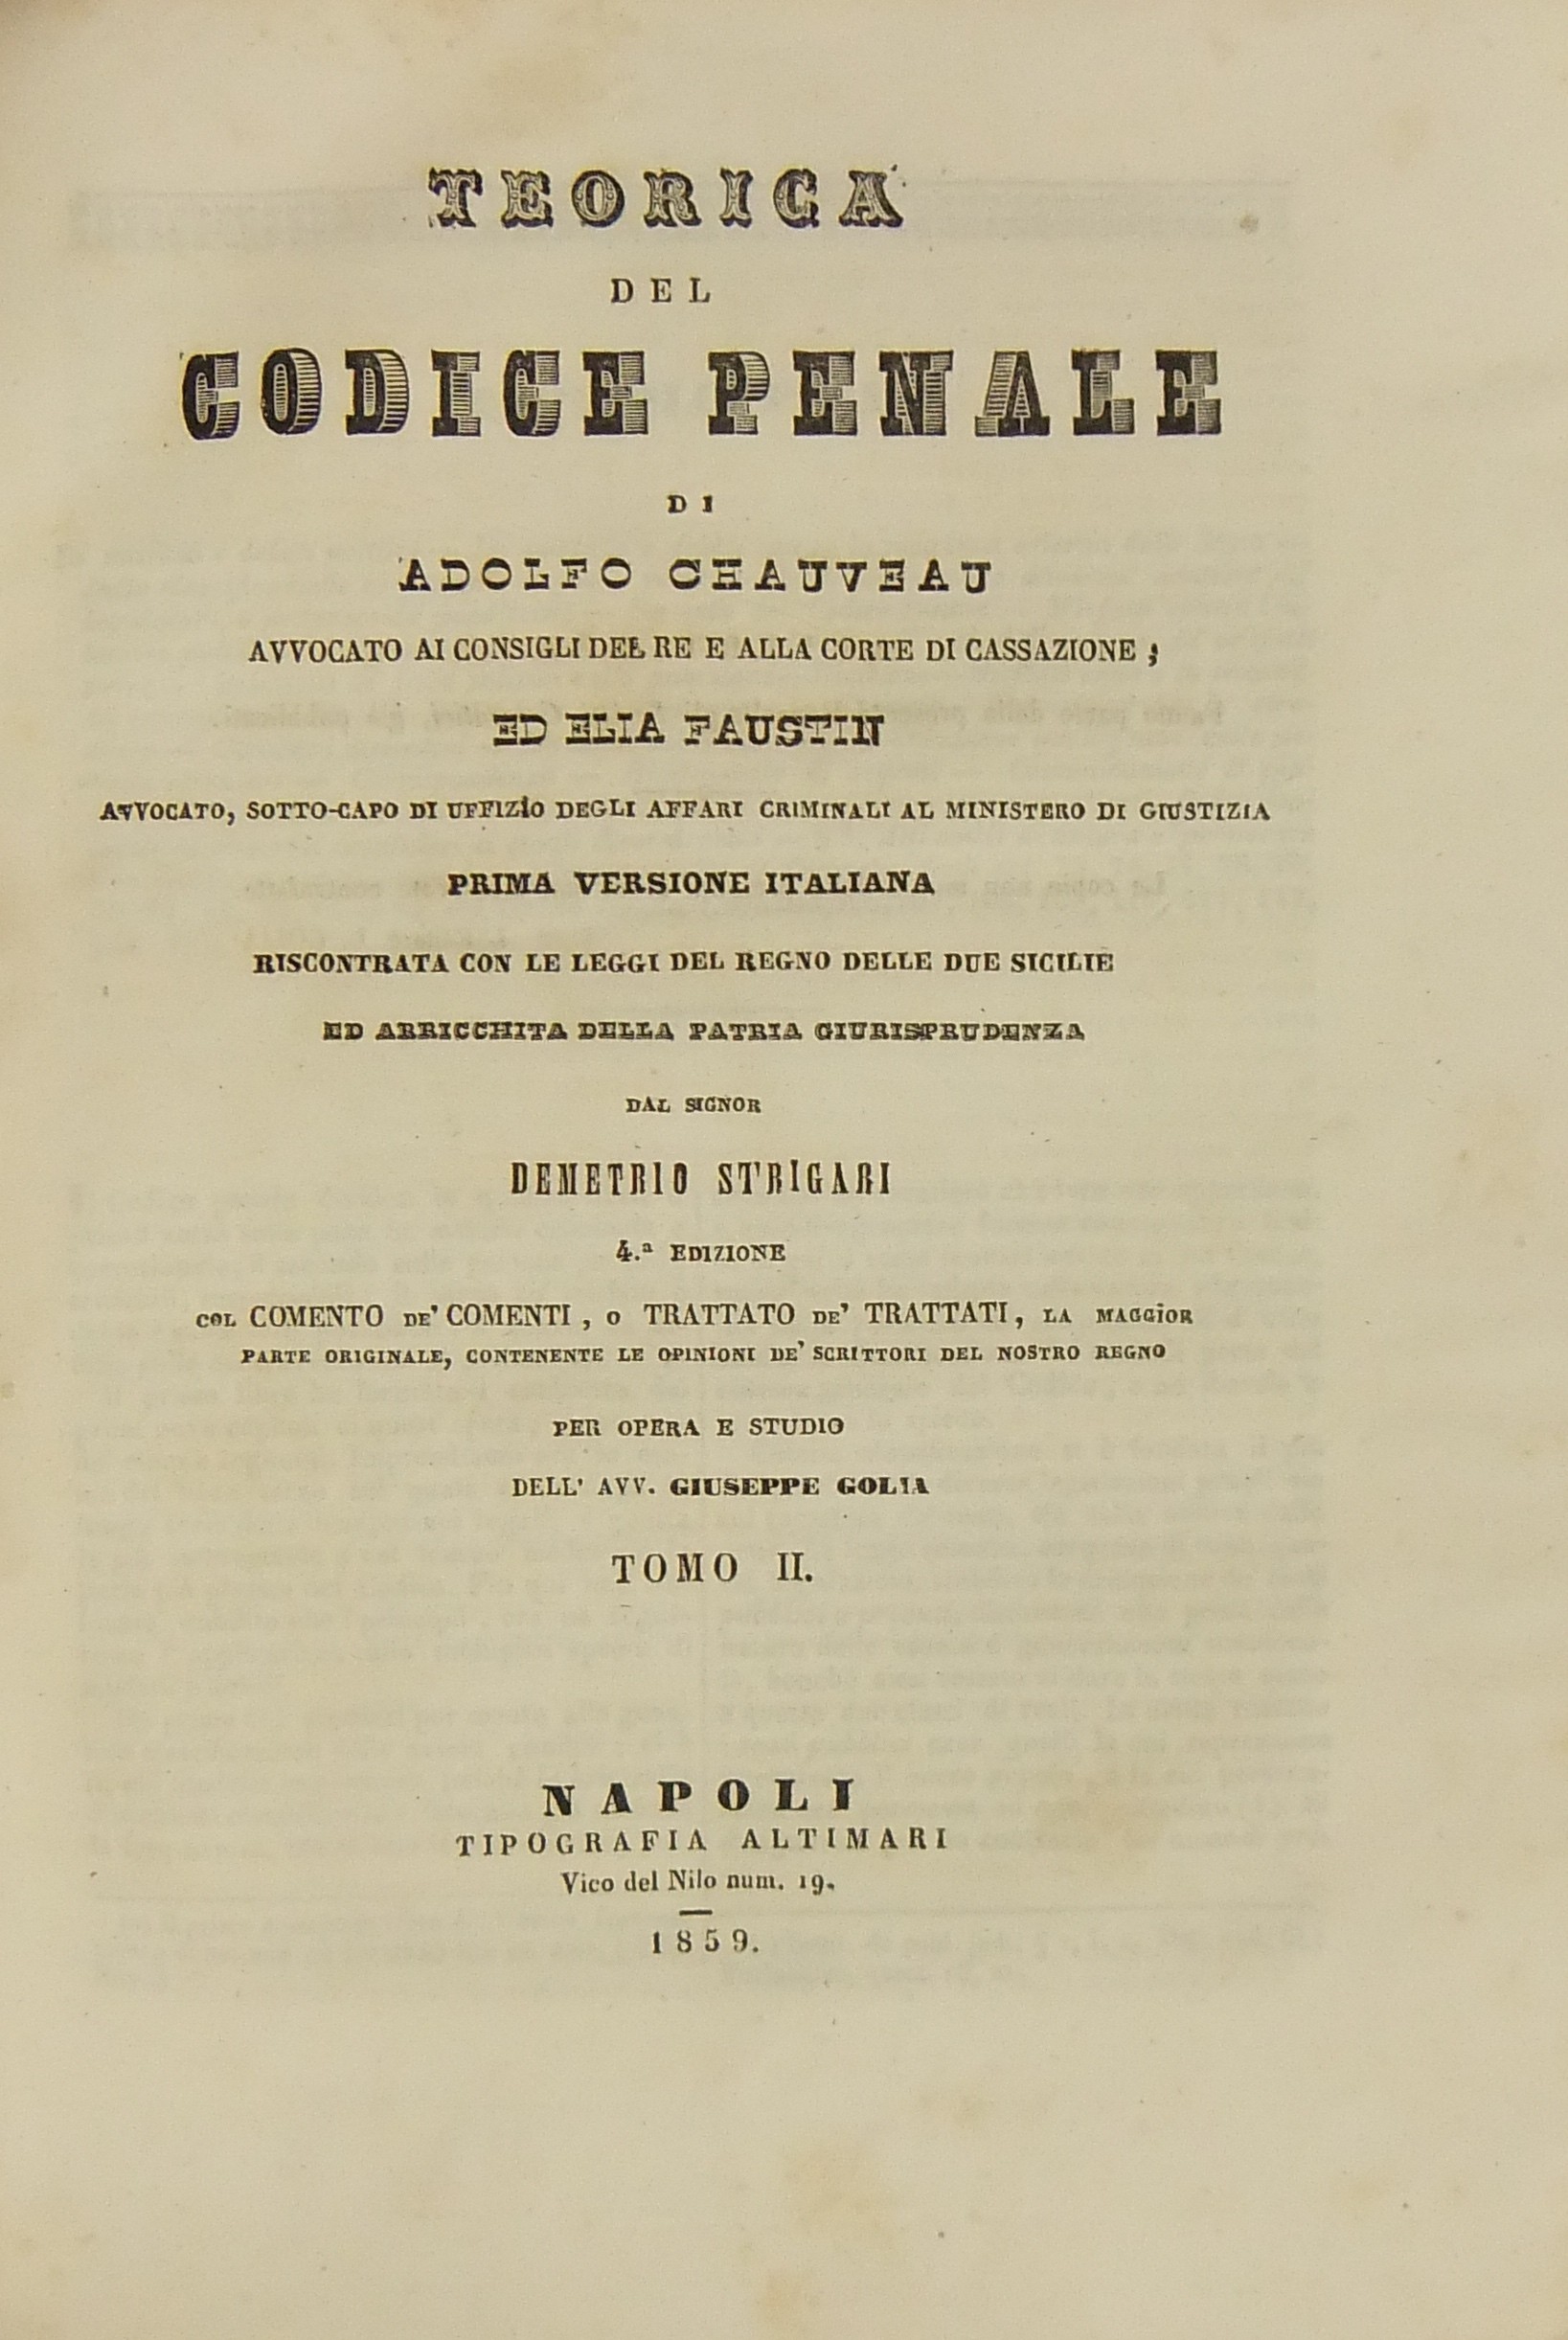 TEORICA
DEL
CODICE PENALE
DI
ADOLFO CHAUVEAU
AVVOCATO AI CONSIGLI DEL RE E ALLA CORTE DI CASSAZIONE ;
ED ELIA FAUSTIN
AVVOCATO, SOTTO-CAPO DI UFFIZIO DEGLI AFFARI CRIMINALI AL MINISTERO DI GIUSTIZIA
PRIMA VERSIONE ITALIANA
RISCONTRATA CON LE LEGGI DEL REGNO DELLE DUE SICILIE
ED ARRICCHITA DELLA PATRIA GIURISPRUDENZA
DAL SIGNOR
DEMETRIO STRIGARI
4.ª EDIZIONE
COL COMENTO DE' COMENTI , O TRATTATO DE' TRATTATI, LA MAGGIOR
PARTE ORIGINALE, CONTENENTE LE OPINIONI DE' SCRITTORI DEL NOSTRO REGNO
PER OPERA E STUDIO
DELL' AVV. GIUSEPPE GOLIA
TOMO II.
NAPOLI
TIPOGRAFIA ALTIMARI
Vico del Nilo num. 19.
1859.